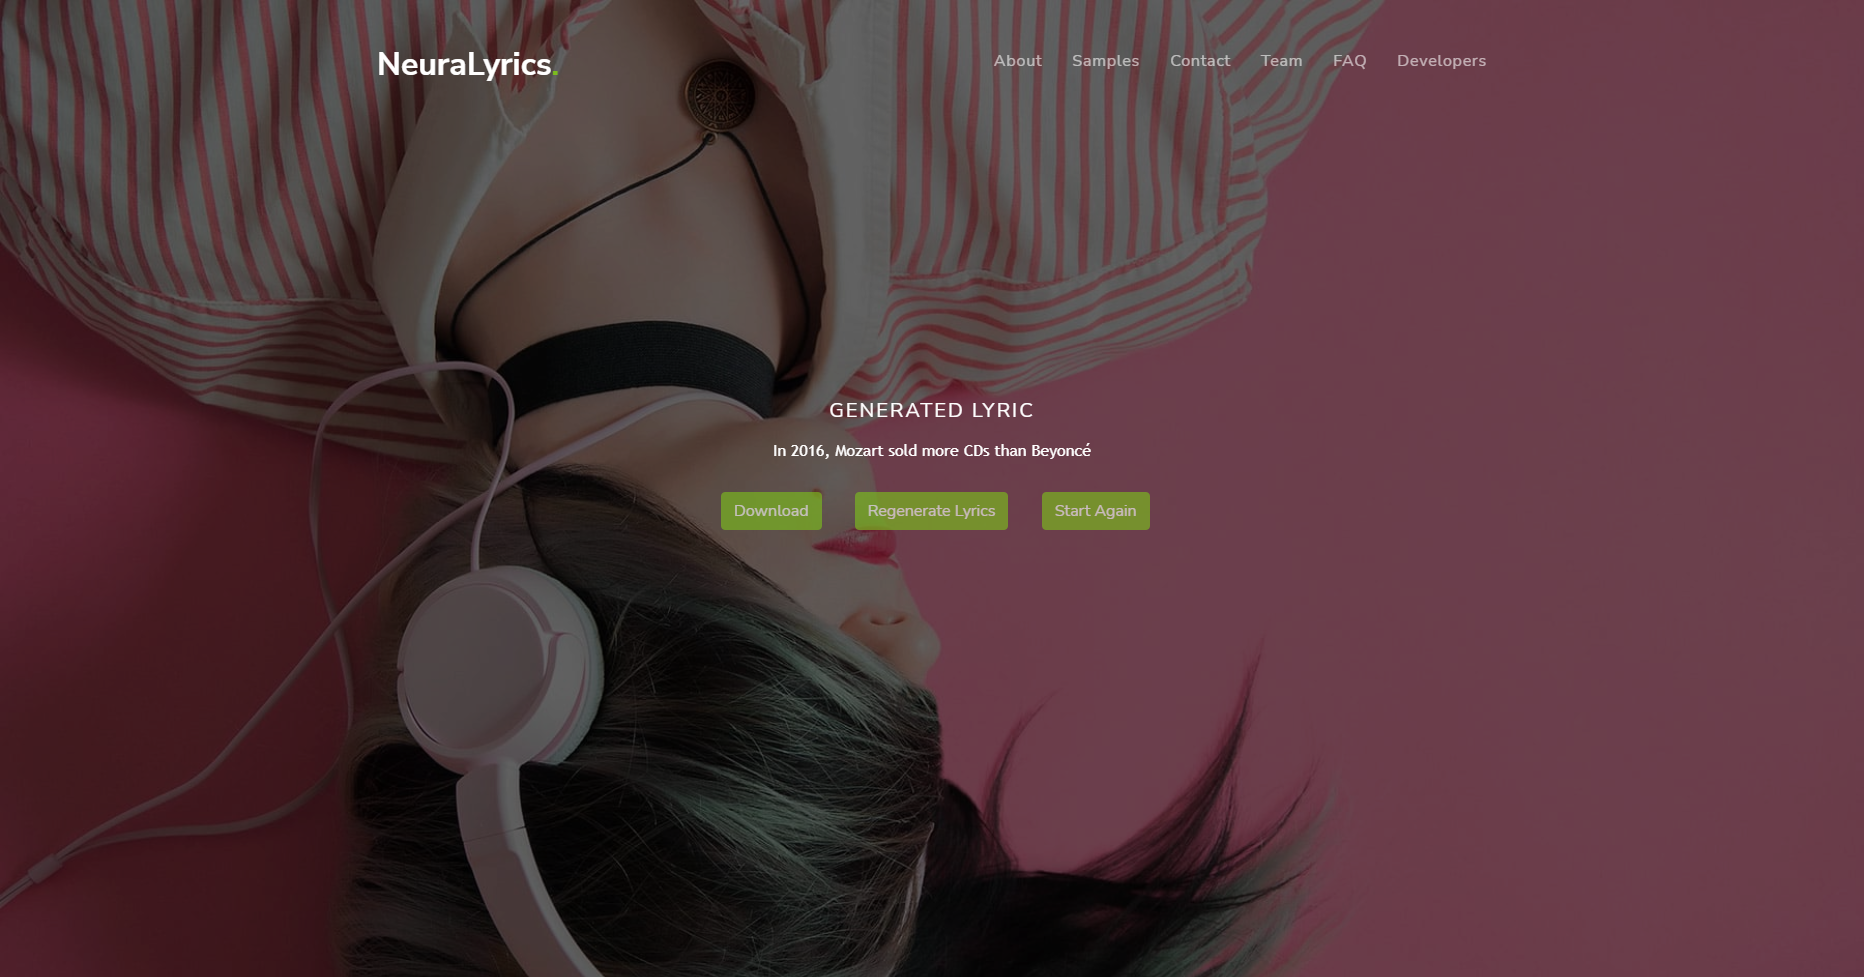 NeuraLyrics.
About Samples Contact Team FAQ Developers
GENERATED LYRIC
In 2016, Mozart sold more CDs than Beyoncé
Download Regenerate Lyrics Start Again